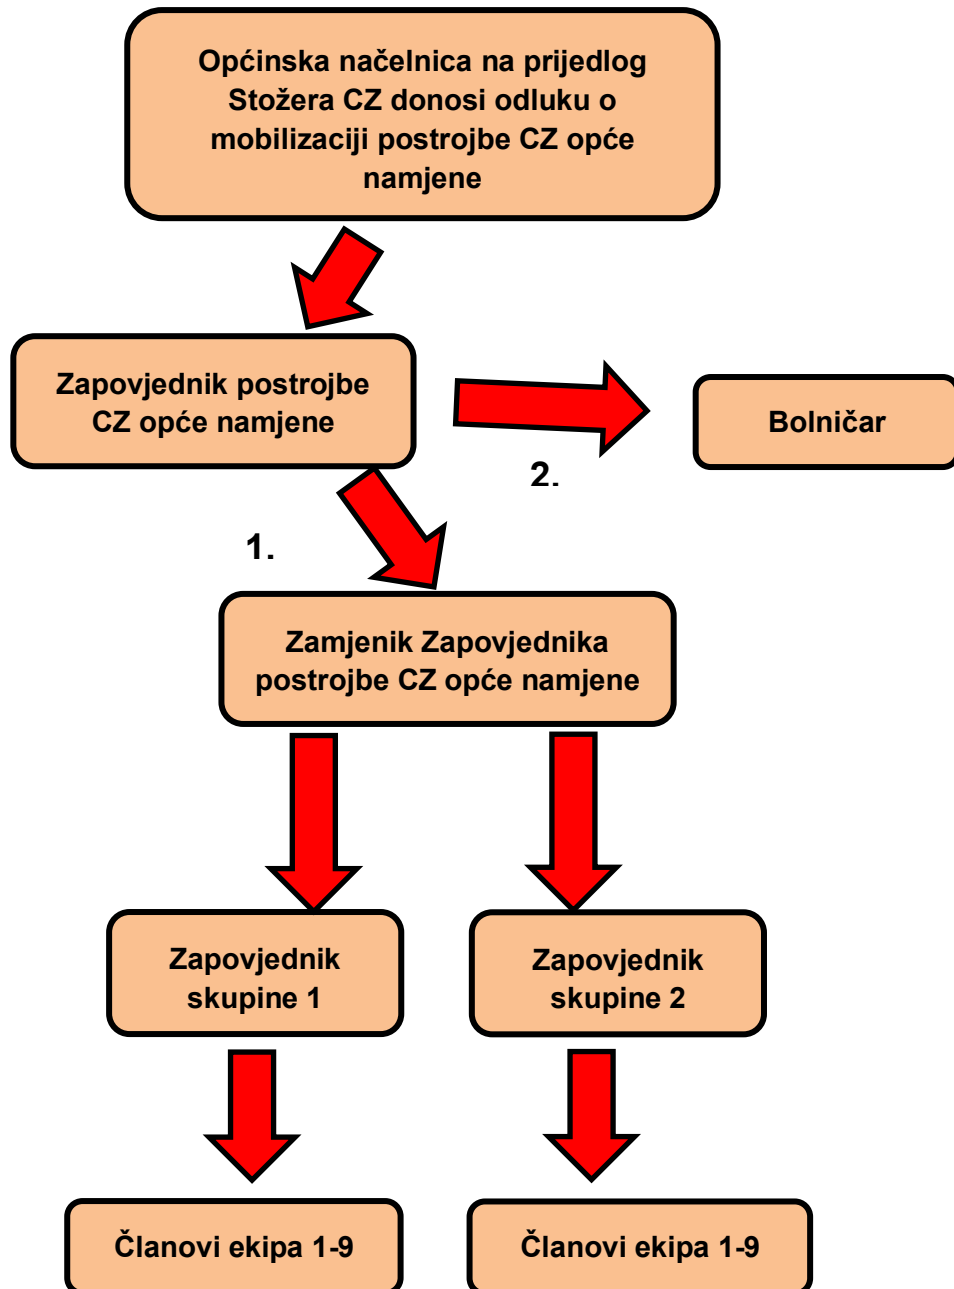 Općinska načelnica na prijedlog
Stožera CZ donosi odluku o
mobilizaciji postrojbe CZ opće
namjene
Zapovjednik postrojbe
CZ opće namjene
Bolničar
2.
1.
Zamjenik Zapovjednika
postrojbe CZ opće namjene
Zapovjednik
skupine 1
Zapovjednik
skupine 2
Članovi ekipa 1-9
Članovi ekipa 1-9